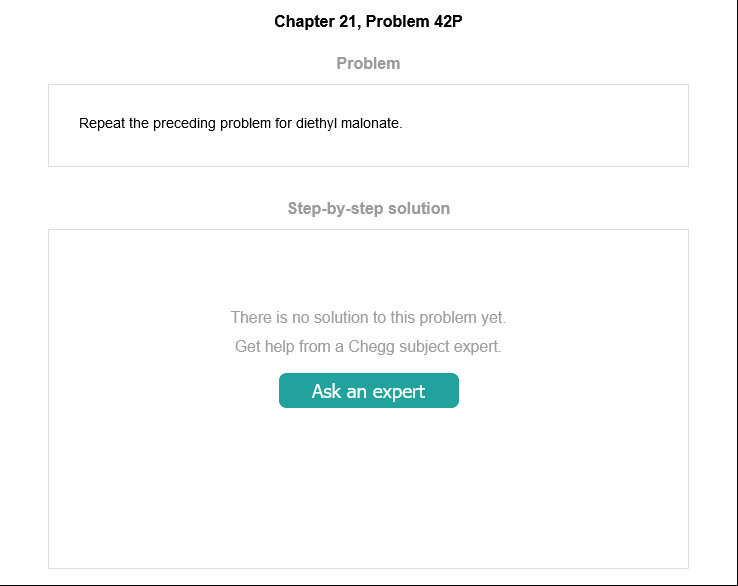 Chapter 21, Problem 42P
Problem
Repeat the preceding problem for diethyl malonate.
Step-by-step solution
There is no solution to this problem yet.
Get help from a Chegg subject expert.
Ask an expert